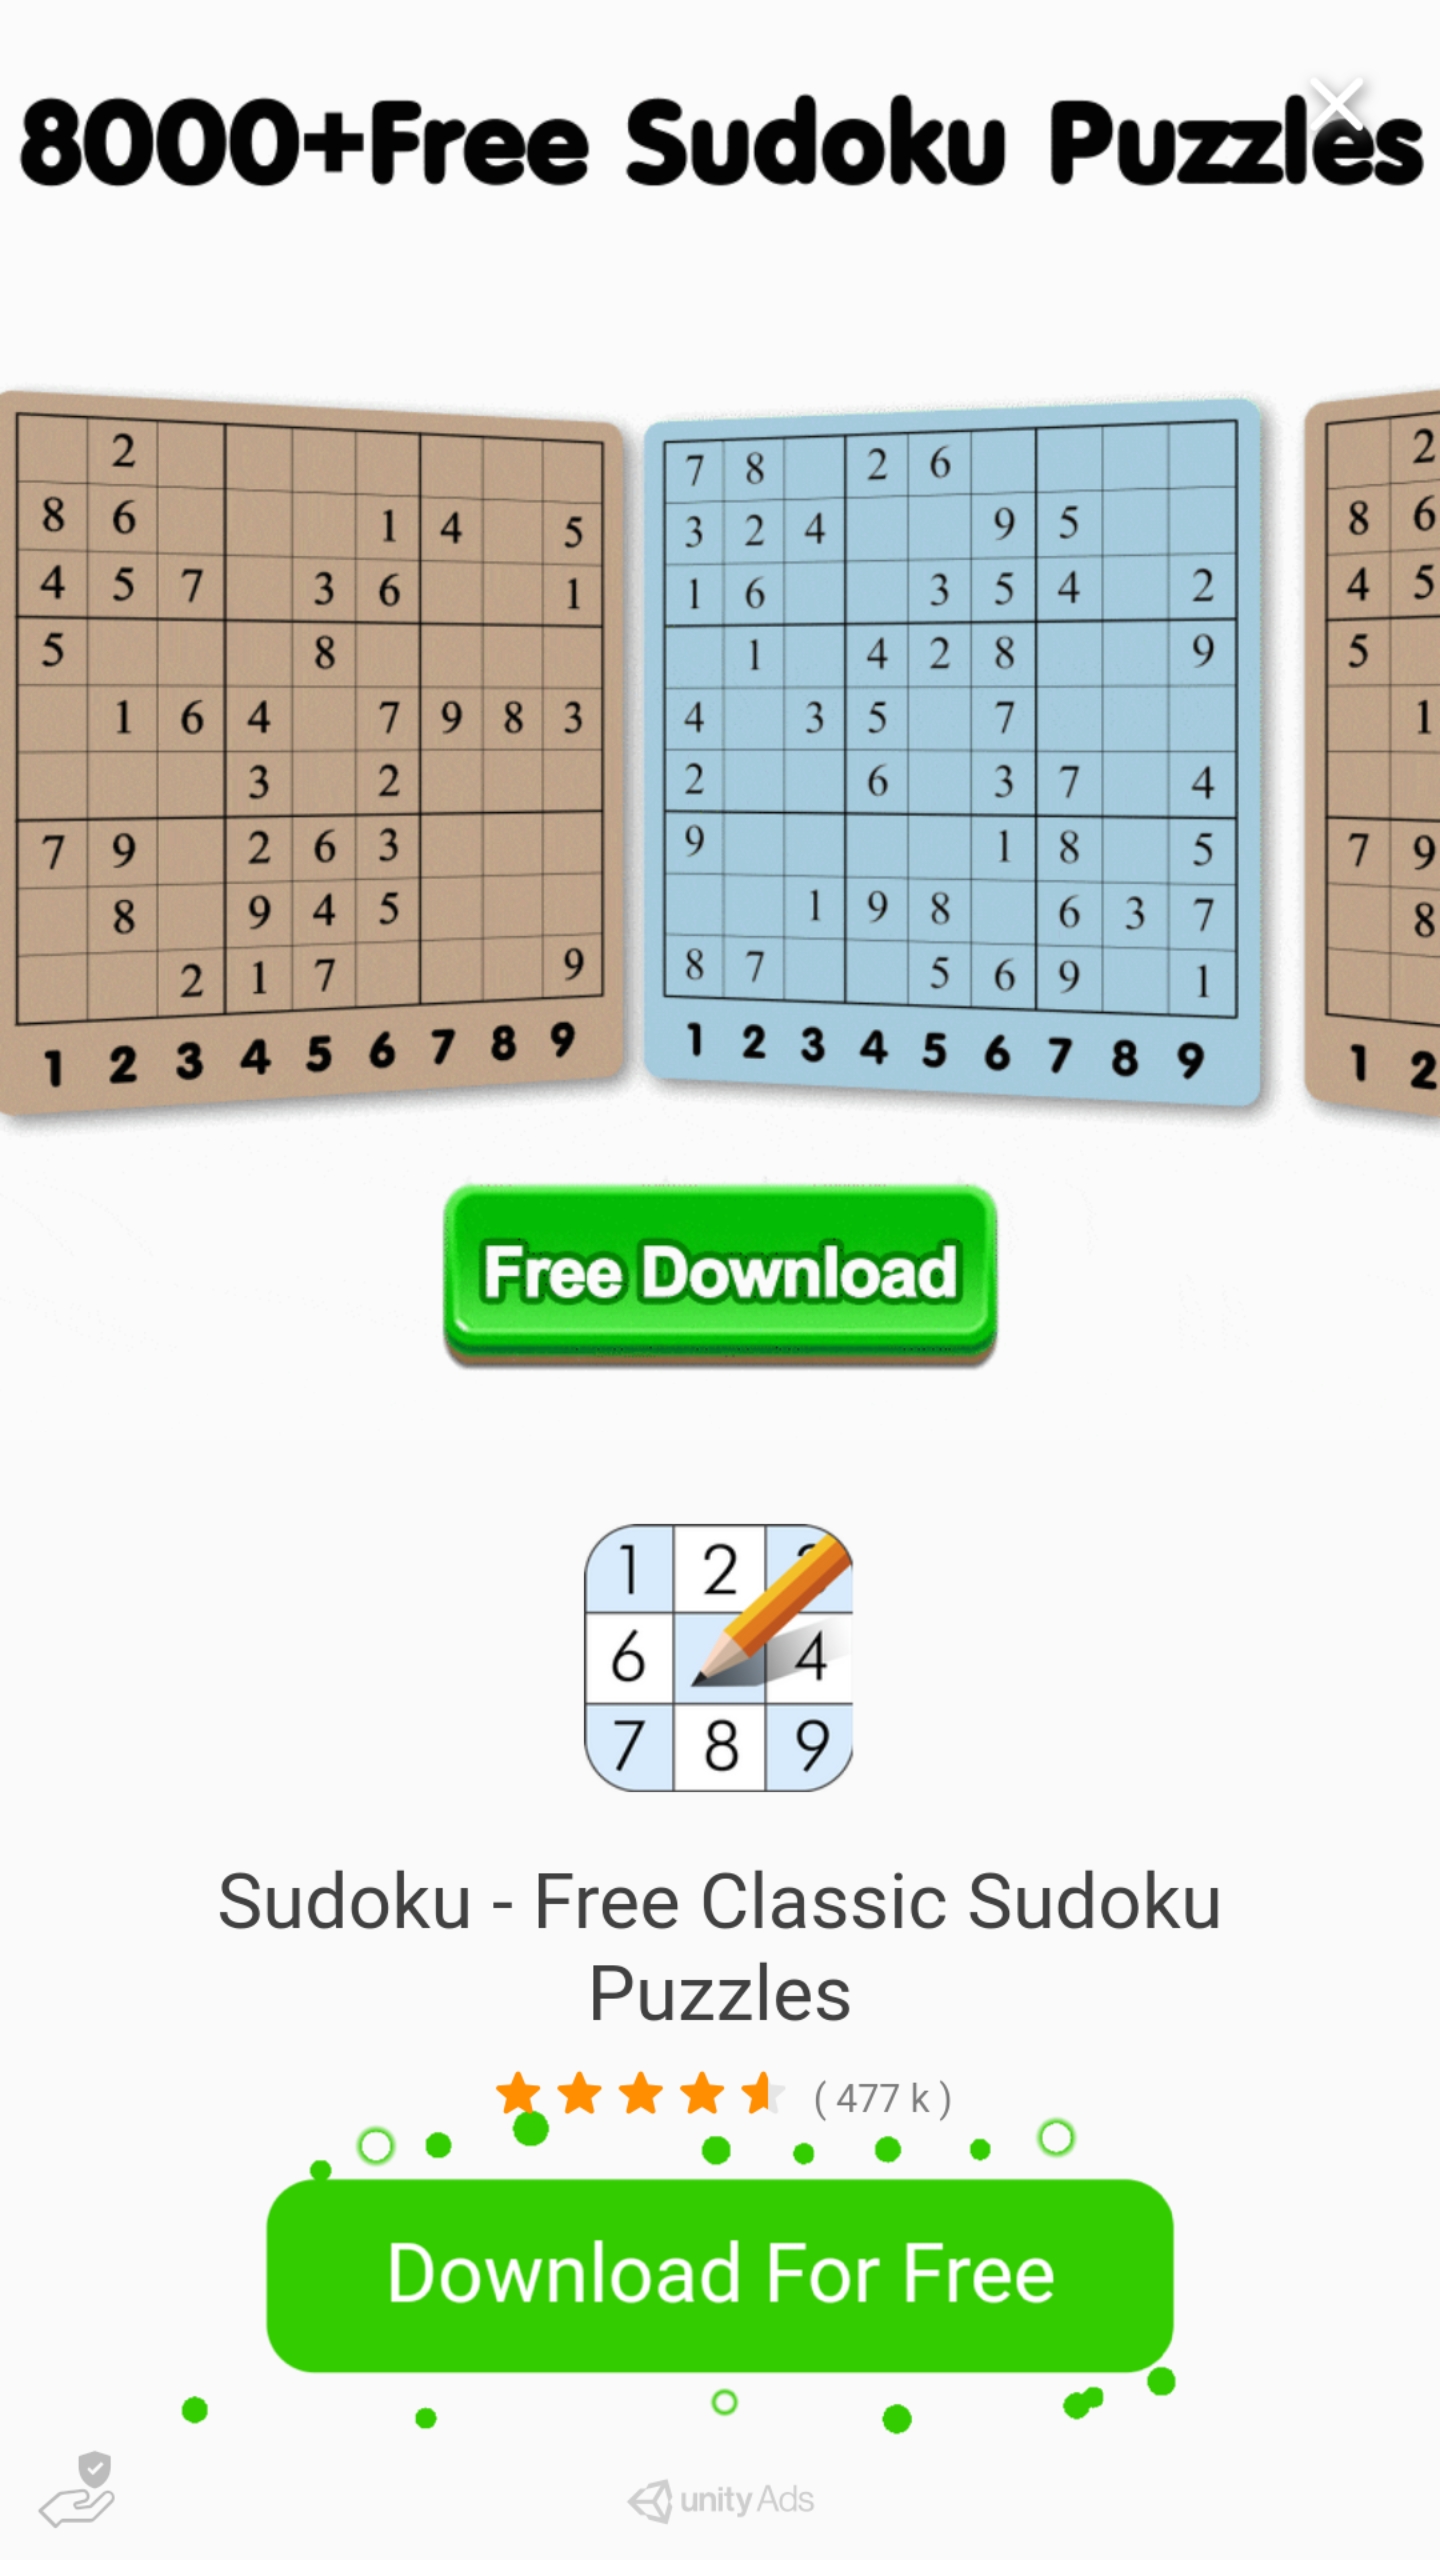 8000+Free Sudoku Puzzles
2
8 6 1 4 5
4 5 7 3 6 1
5 8
1 6 4 7 9 8 3
3 2
7 9 2 6 3
8 9 4 5
2 1 7 9
1 2 3 4 5 6 7 8 9
7 8 2 6
3 2 4 9 5
1 6 3 5 4 2
1 4 2 8 9
4 3 5 7
2 6 3 7 4
9 1 8 5
1 9 8 6 3 7
8 7 5 6 9 1
1 2 3 4 5 6 7 8 9
2
8 6
4 5
5
1
7 9
8
1 2
Free Download
1 2
6 4
7 8 9
Sudoku - Free Classic Sudoku
Puzzles
( 477 k )
Download For Free
unity Ads